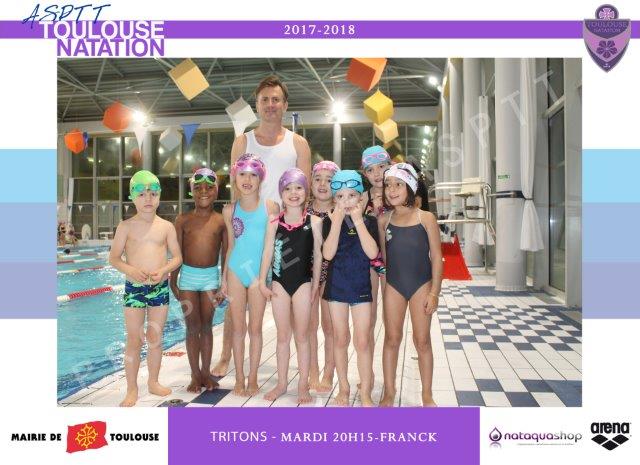 ASPTT
TOULOUSE
NATATION
2017-2018
TOULOUSE
NATATION
MAIRIE DE TOULOUSE
TRITONS - MARDI 20H15-FRANCK
nataquashop
arena